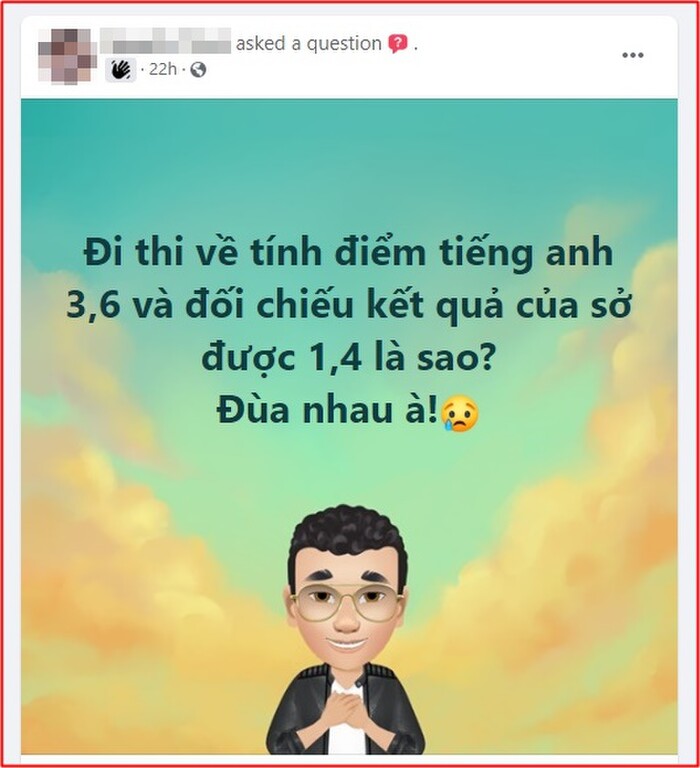 asked a question .
· 22h ·
Đi thi về tính điểm tiếng anh
3,6 và đối chiếu kết quả của sở
được 1,4 là sao?
Đùa nhau à!😢